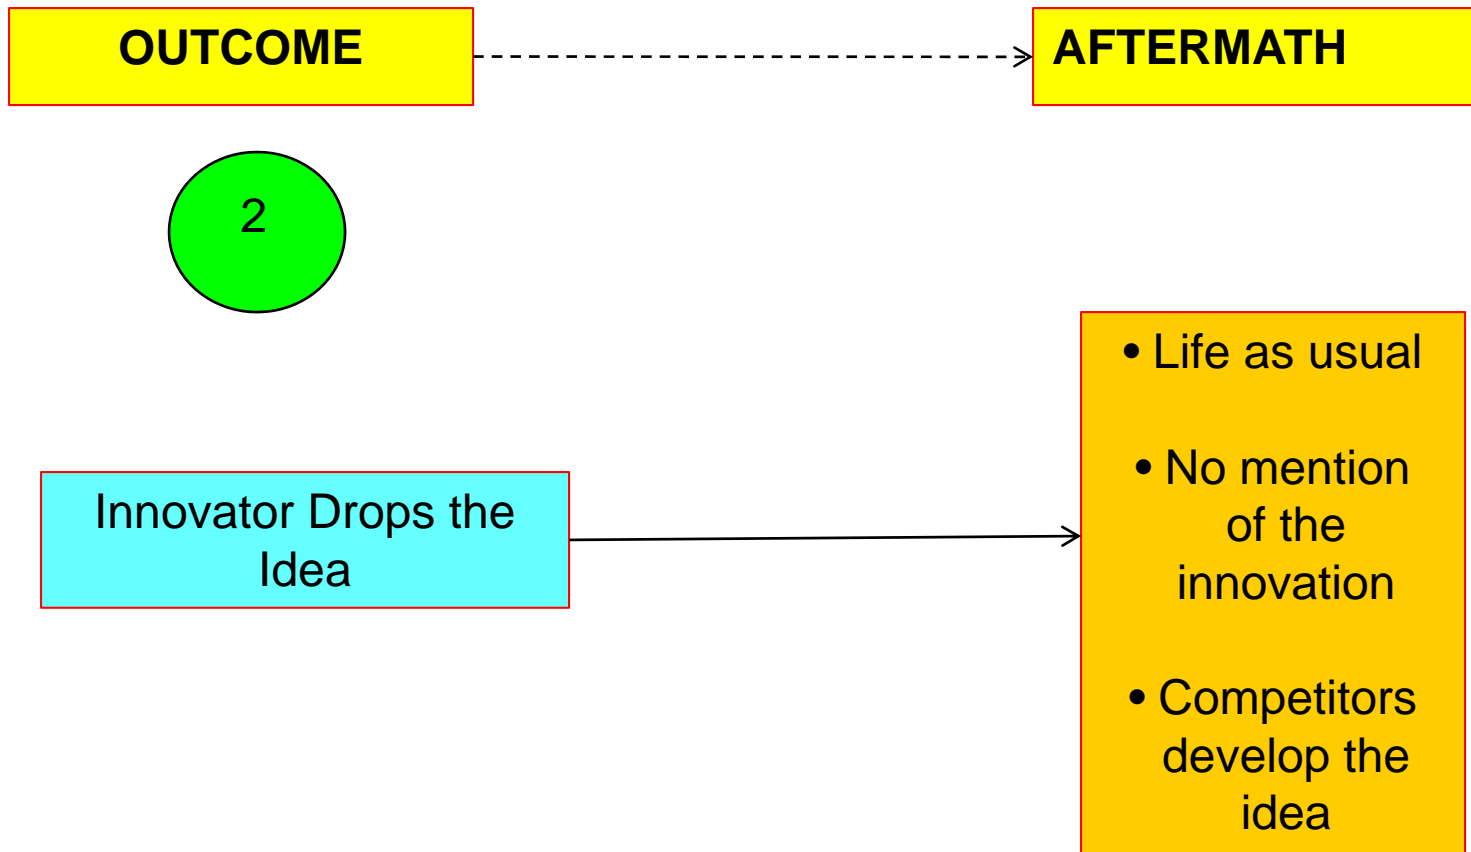 OUTCOME
AFTERMATH
2
Innovator Drops the
Idea
• Life as usual
• No mention
of the
innovation
• Competitors
develop the
idea